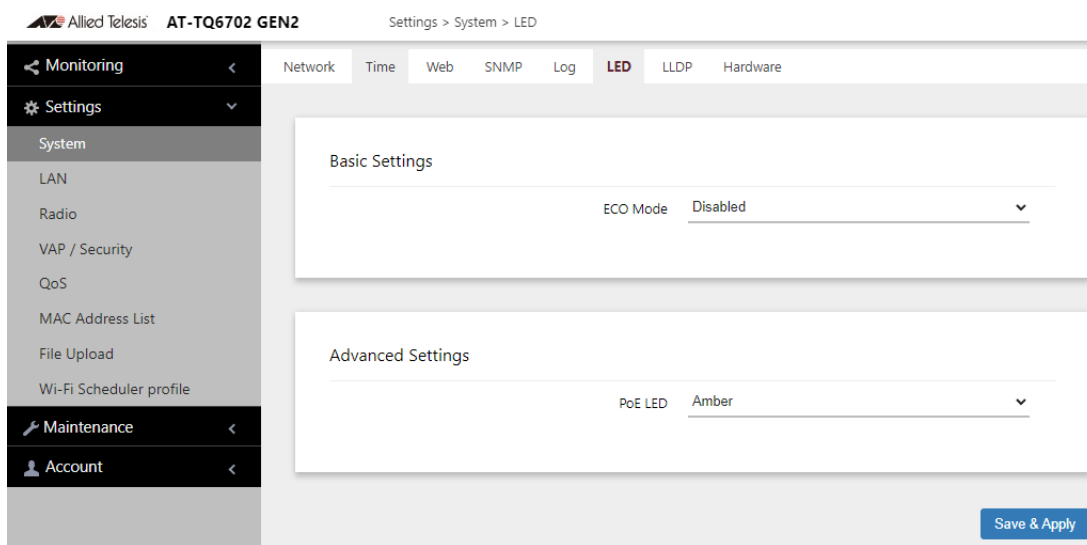 Allied Telesis AT-TQ6702 GEN2 Settings > System > LED
Monitoring
Settings
System
LAN
Radio
VAP / Security
QoS
MAC Address List
File Upload
Wi-Fi Scheduler profile
Maintenance
Account
Network Time Web SNMP Log LED LLDP Hardware
Basic Settings
ECO Mode Disabled
Advanced Settings
PoE LED Amber
Save & Apply